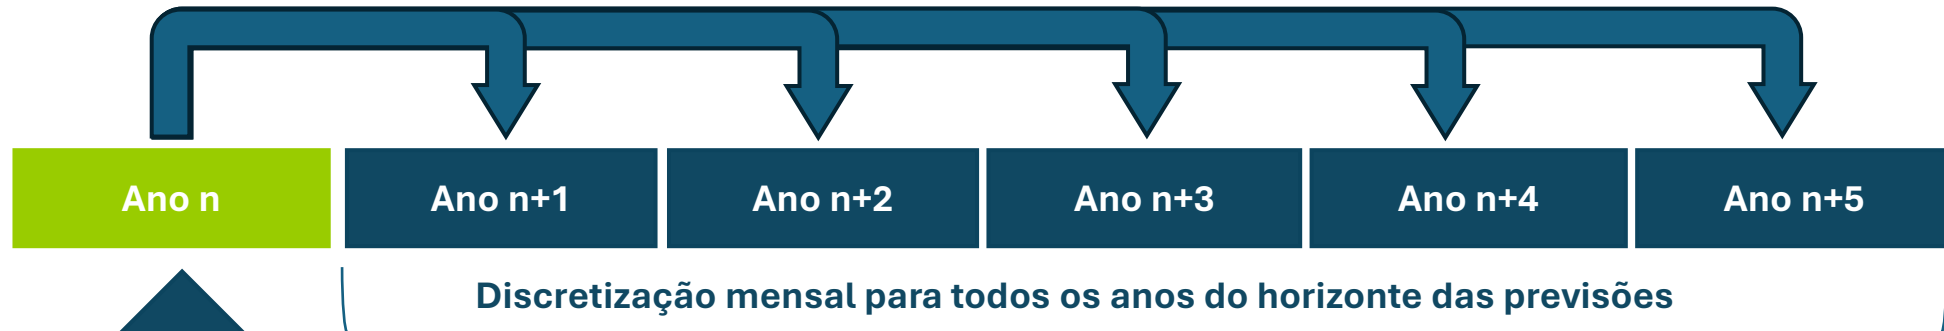 Ano n Ano n+1 Ano n+2 Ano n+3 Ano n+4 Ano n+5
Discretização mensal para todos os anos do horizonte das previsões